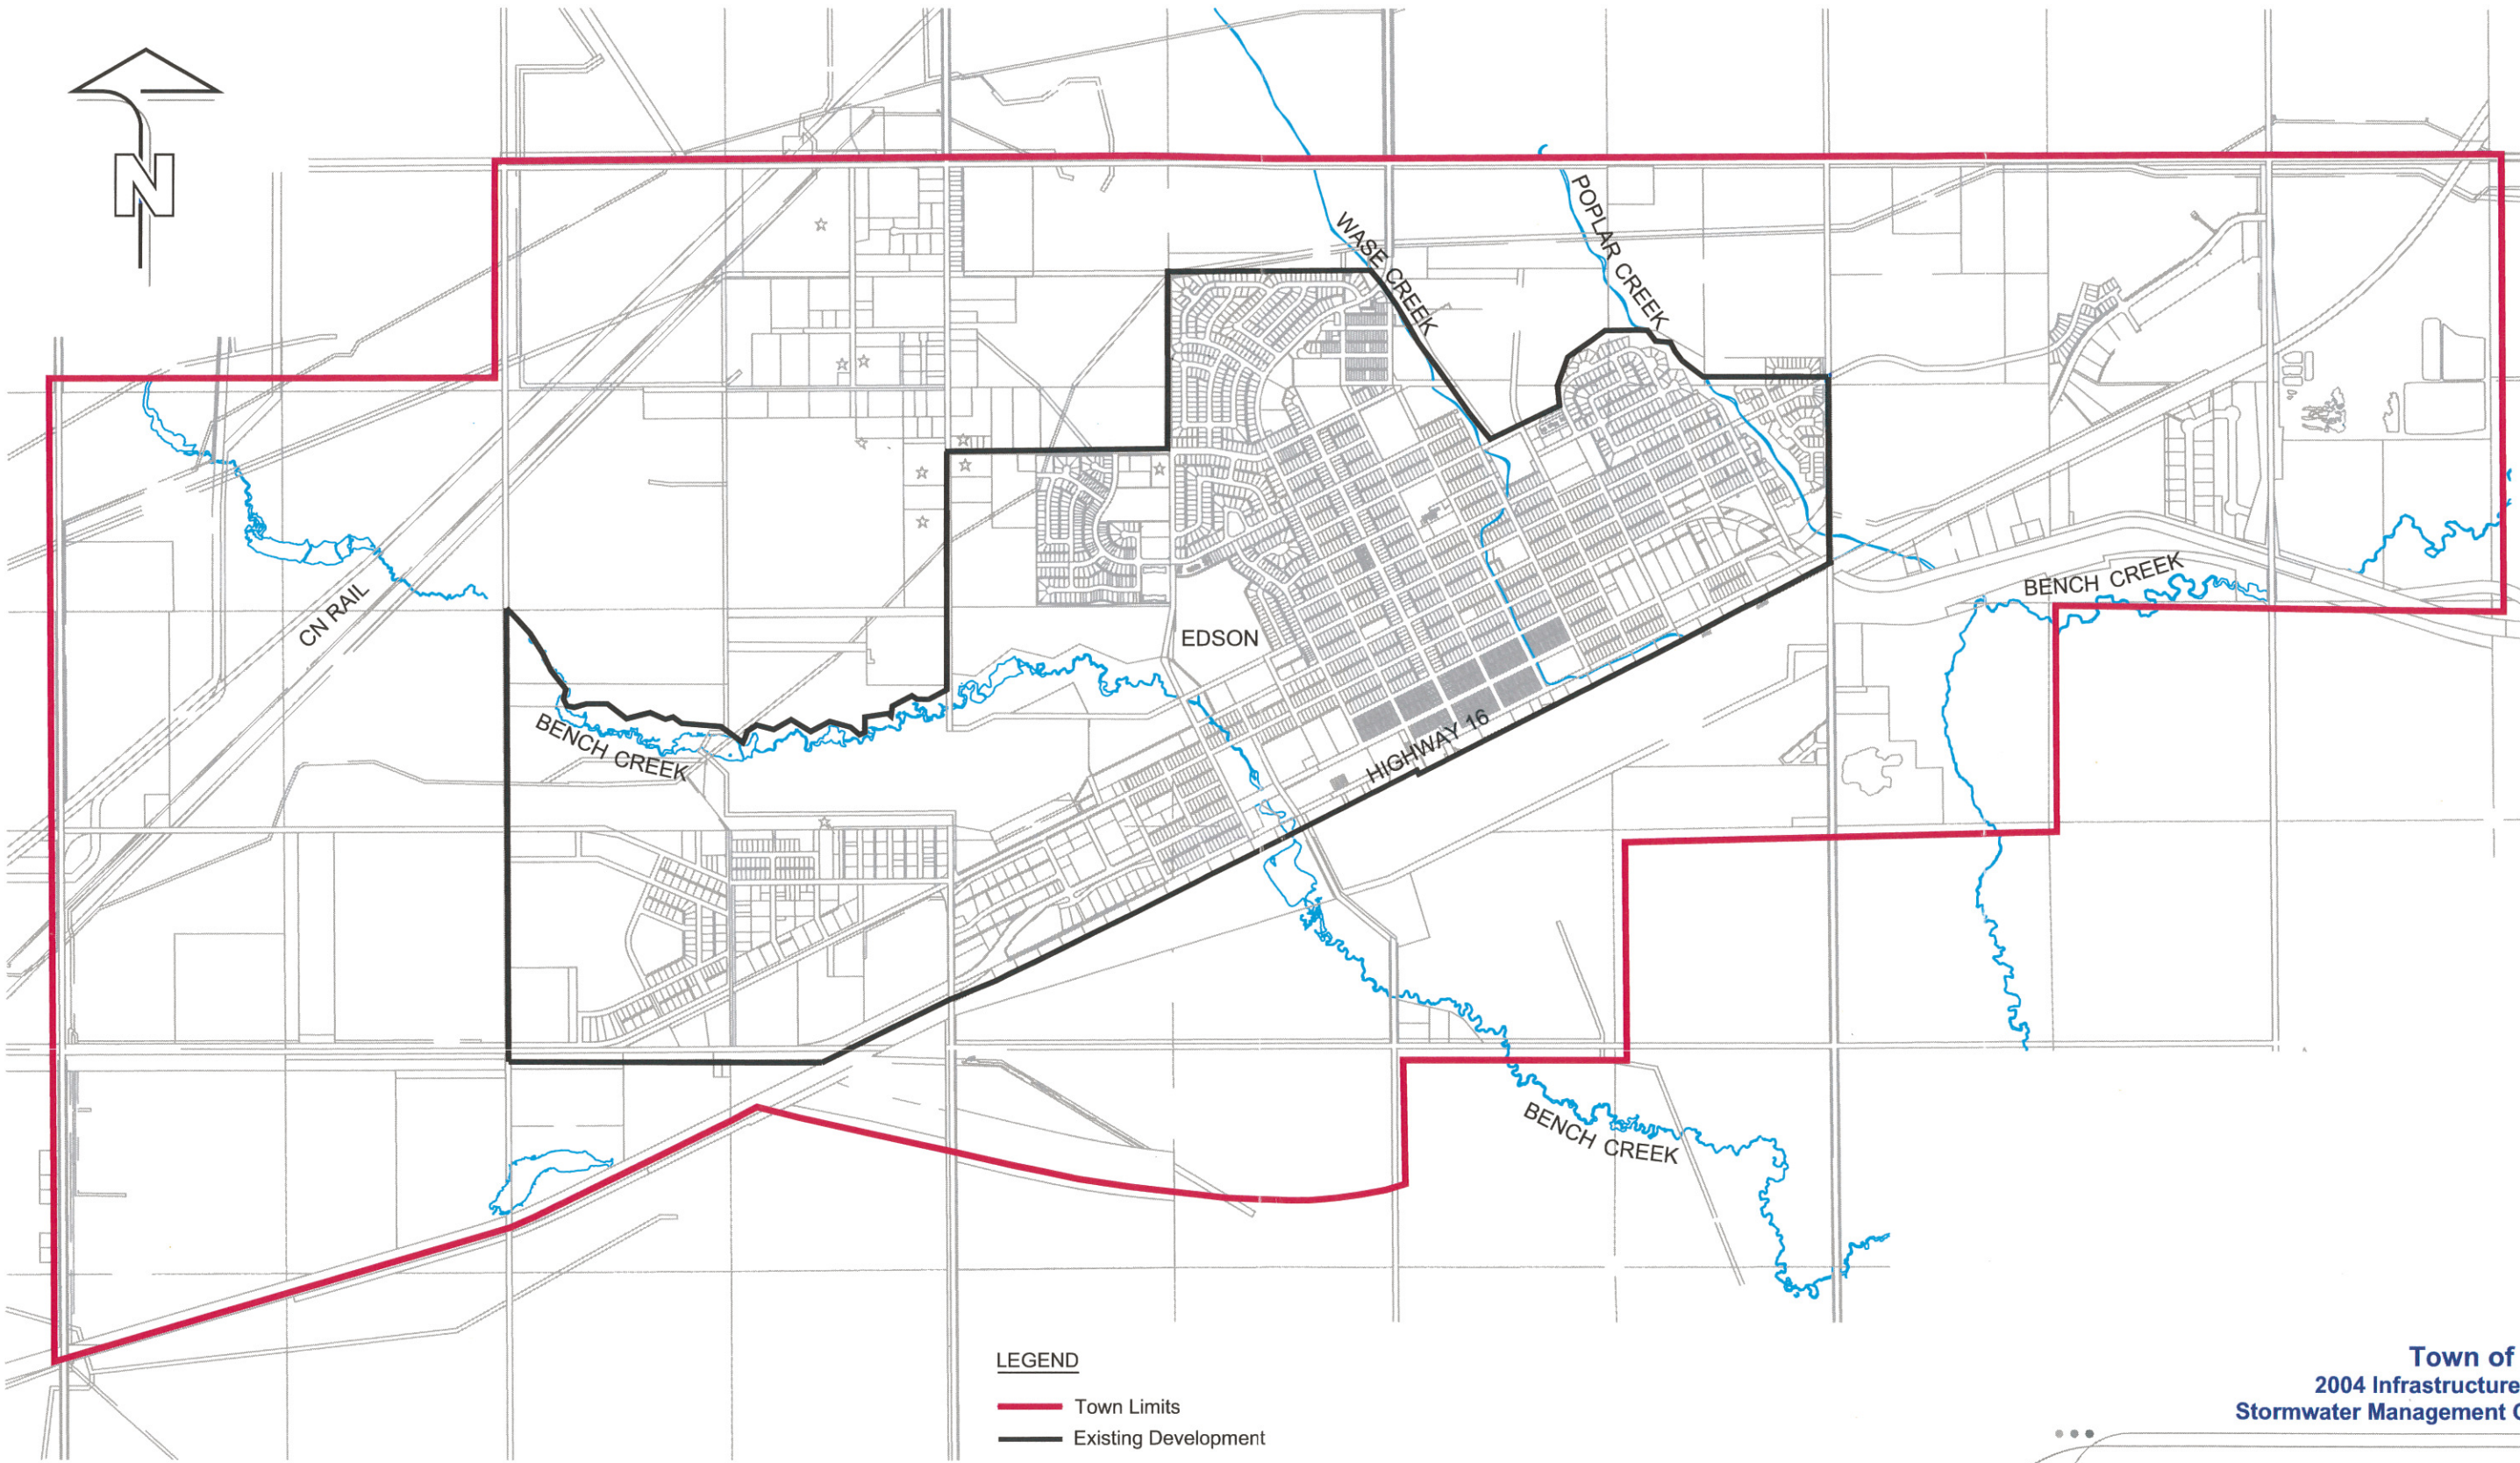 N
WASE CREEK
POPLAR CREEK
CN RAIL
EDSON
BENCH CREEK
BENCH CREEK
HIGHWAY 16
BENCH CREEK
LEGEND
Town Limits
Existing Development
Town of
2004 Infrastructure
Stormwater Management